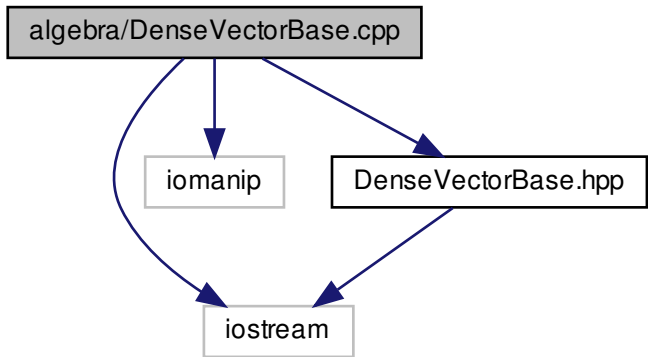 algebra/DenseVectorBase.cpp
iomanip
DenseVectorBase.hpp
iostream